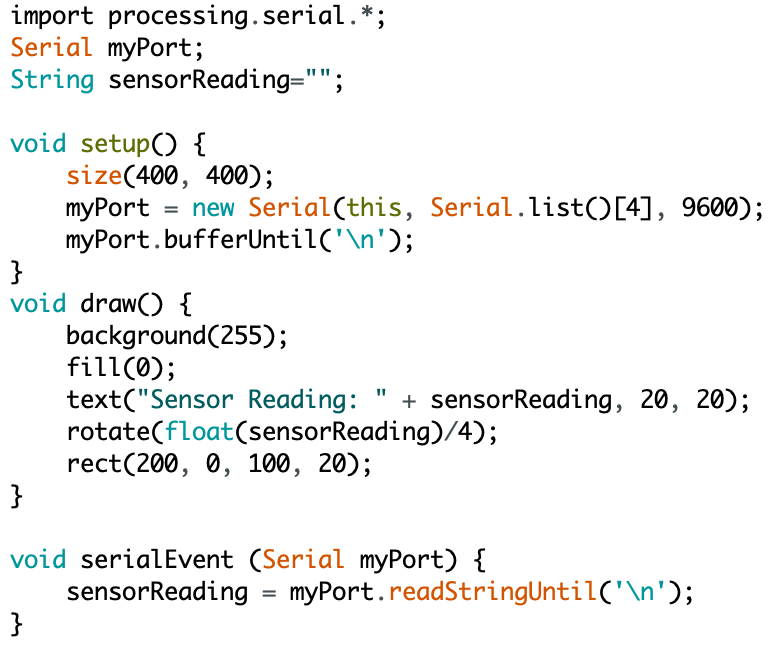 import processing.serial.*;
Serial myPort;
String sensorReading="";

void setup() {
    size(400, 400);
    myPort = new Serial(this, Serial.list()[4], 9600);
    myPort.bufferUntil('\n');
}
void draw() {
    background(255);
    fill(0);
    text("Sensor Reading: " + sensorReading, 20, 20);
    rotate(float(sensorReading)/4);
    rect(200, 0, 100, 20);
}

void serialEvent (Serial myPort) {
    sensorReading = myPort.readStringUntil('\n');
}